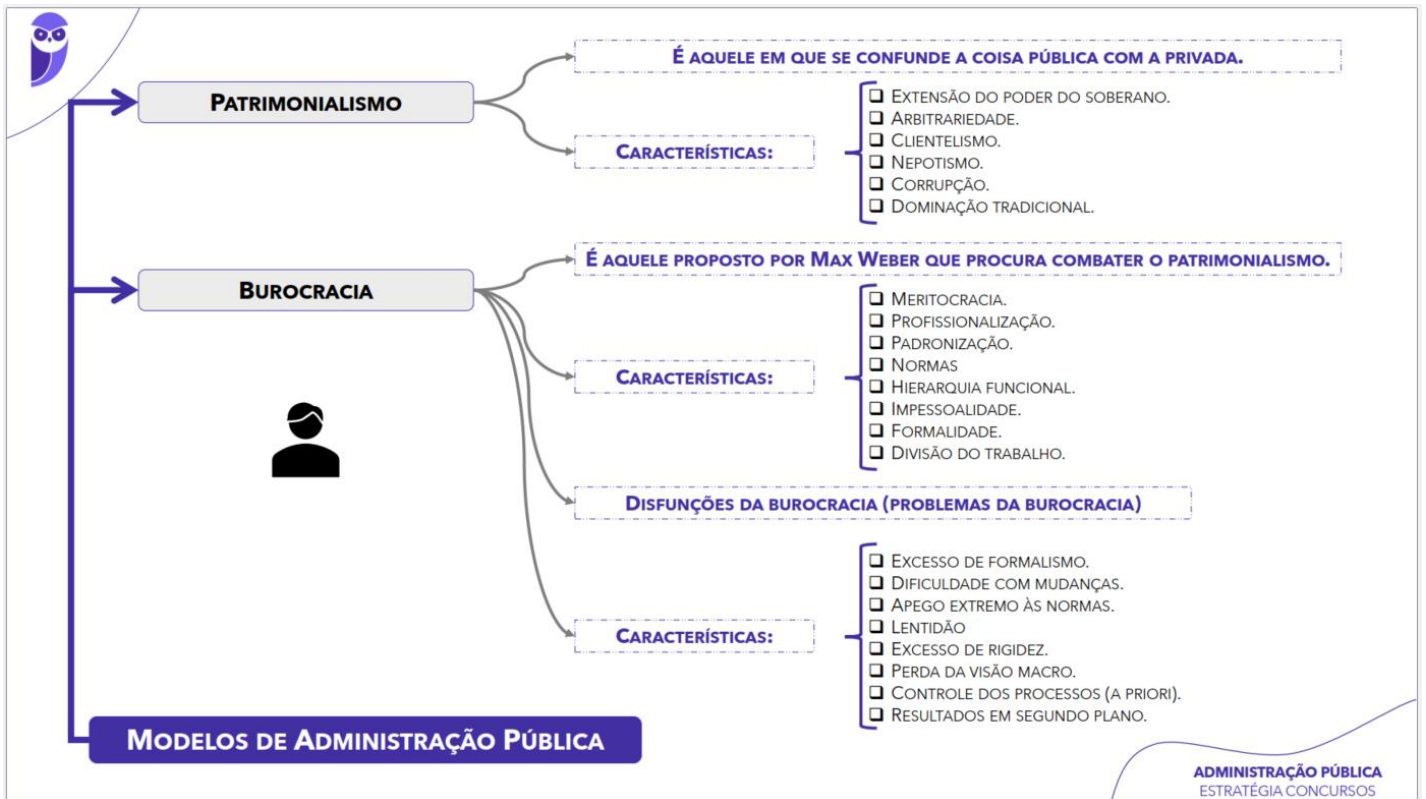 PATRIMONIALISMO
É AQUELE EM QUE SE CONFUNDE A COISA PÚBLICA COM A PRIVADA.
CARACTERÍSTICAS:
❑ EXTENSÃO DO PODER DO SOBERANO.
❑ ARBITRARIEDADE.
❑ CLIENTELISMO.
❑ NEPOTISMO.
❑ CORRUPÇÃO.
❑ DOMINAÇÃO TRADICIONAL.
BUROCRACIA
É AQUELE PROPOSTO POR MAX WEBER QUE PROCURA COMBATER O PATRIMONIALISMO.
CARACTERÍSTICAS:
❑ MERITOCRACIA.
❑ PROFISSIONALIZAÇÃO.
❑ PADRONIZAÇÃO.
❑ NORMAS
❑ HIERARQUIA FUNCIONAL.
❑ IMPESSOALIDADE.
❑ FORMALIDADE.
❑ DIVISÃO DO TRABALHO.
DISFUNÇÕES DA BUROCRACIA (PROBLEMAS DA BUROCRACIA)
CARACTERÍSTICAS:
❑ EXCESSO DE FORMALISMO.
❑ DIFICULDADE COM MUDANÇAS.
❑ APEGO EXTREMO ÀS NORMAS.
❑ LENTIDÃO
❑ EXCESSO DE RIGIDEZ.
❑ PERDA DA VISÃO MACRO.
❑ CONTROLE DOS PROCESSOS (A PRIORI).
❑ RESULTADOS EM SEGUNDO PLANO.
MODELOS DE ADMINISTRAÇÃO PÚBLICA
ADMINISTRAÇÃO PÚBLICA
ESTRATÉGIA CONCURSOS